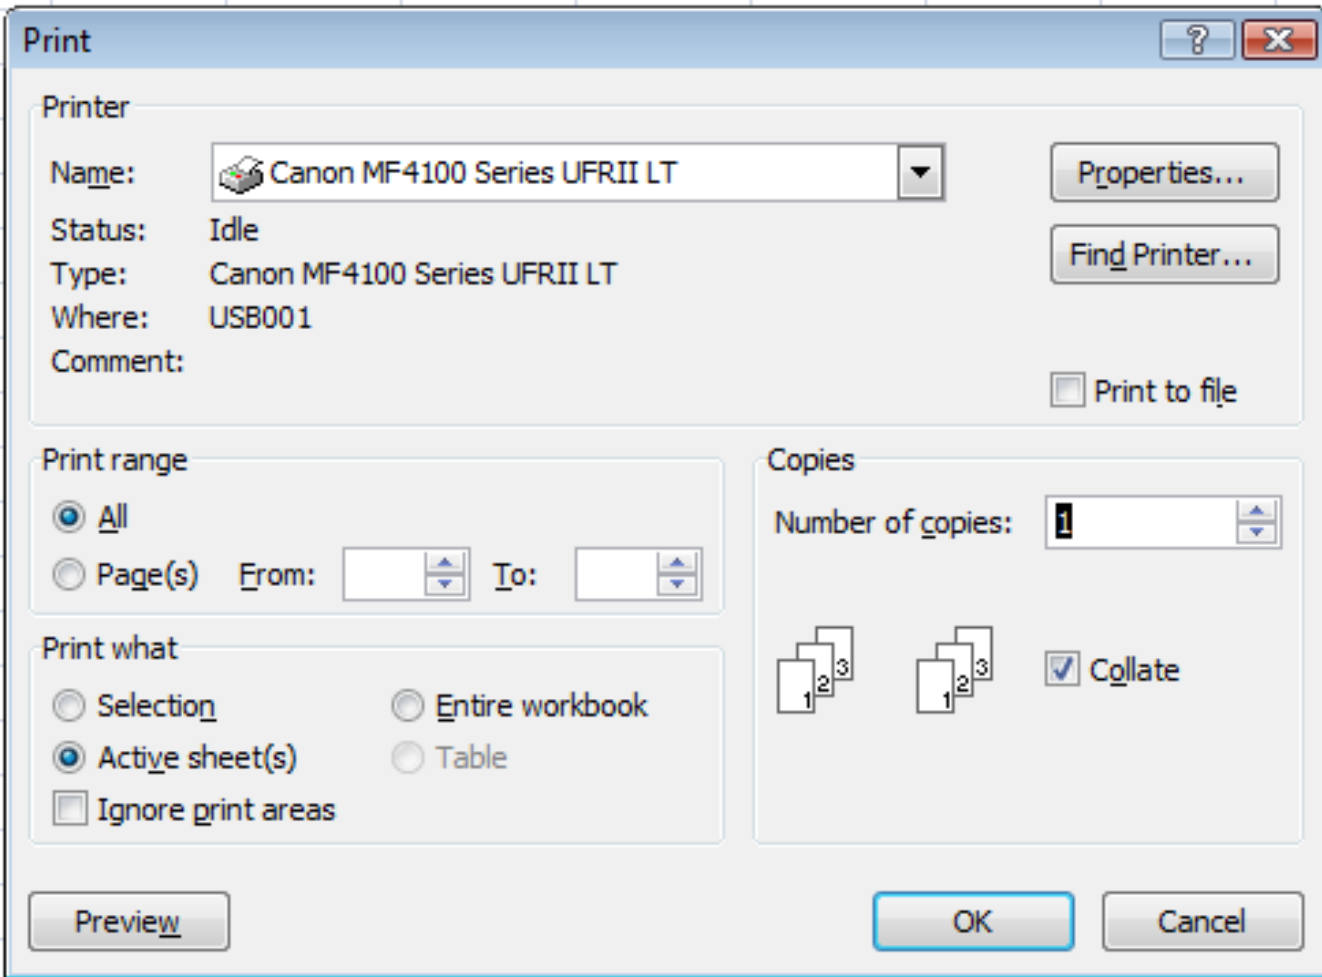 Print
Printer
Name: Canon MF4100 Series UFRII LT Properties...
Status: Idle
Find Printer...
Type: Canon MF4100 Series UFRII LT
Where: USB001
Comment:
Print to file
Print range
All
Page(s) From: To:
Copies
Number of copies: 1
1 2 3 1 2 3 Collate
Print what
Selection Entire workbook
Active sheet(s) Table
Ignore print areas
Preview OK Cancel